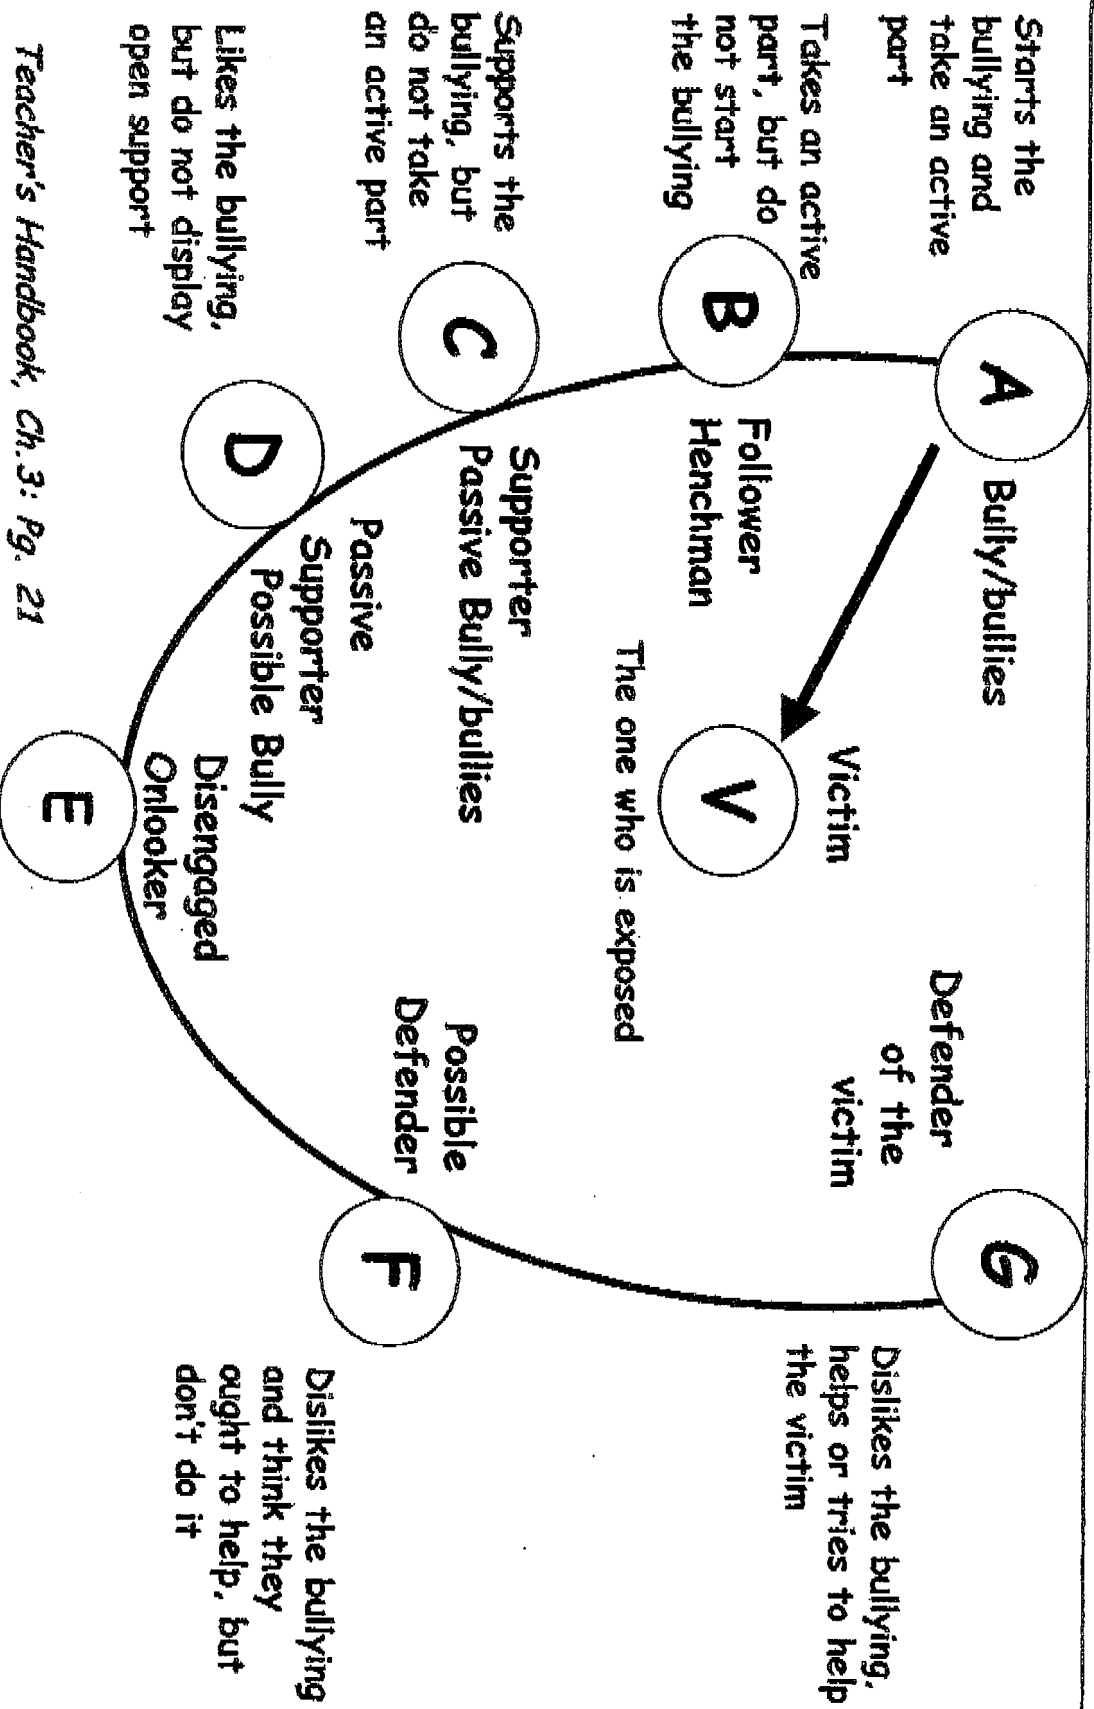 Starts the
bullying and
take an active
part
A
Bully/bullies
Takes an active
part, but do
not start
the bullying
B
Follower
Henchman
Supports the
bullying, but
do not take
an active part
C
Supporter
Passive Bully/bullies
Likes the bullying,
but do not display
open support
D
Passive
Supporter
Possible Bully
Victim
V
The one who is exposed
Disengaged
Onlooker
E
Defender
of the
victim
G
Dislikes the bullying,
helps or tries to help
the victim
Possible
Defender
F
Dislikes the bullying
and think they
ought to help, but
don't do it
Teacher's Handbook, Ch.3: Pg. 21